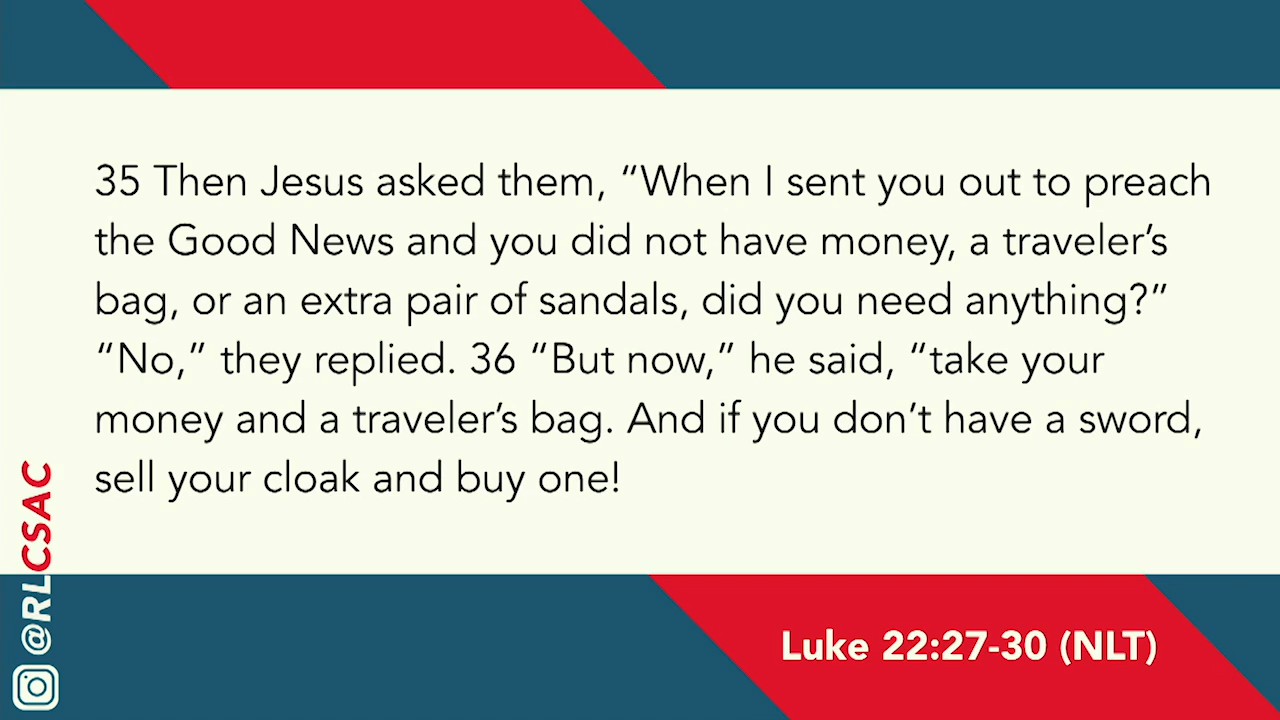 35 Then Jesus asked them, “When I sent you out to preach
the Good News and you did not have money, a traveler’s
bag, or an extra pair of sandals, did you need anything?”
“No,” they replied. 36 “But now,” he said, “take your
money and a traveler’s bag. And if you don’t have a sword,
sell your cloak and buy one!
@RLCSAC
Luke 22:27-30 (NLT)